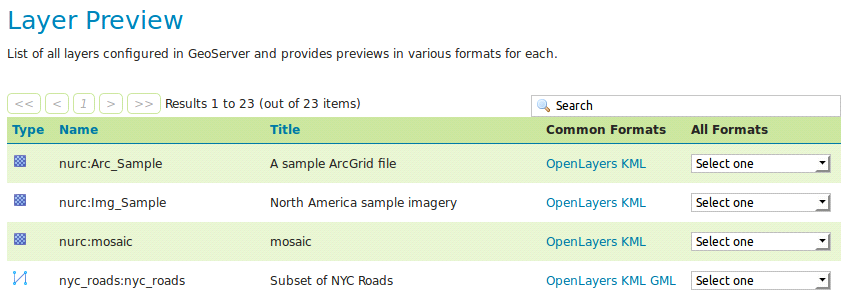 Layer Preview
List of all layers configured in GeoServer and provides previews in various formats for each.
<< < 1 > >> Results 1 to 23 (out of 23 items) Search
Type Name Title Common Formats All Formats
nurc:Arc_Sample A sample ArcGrid file OpenLayers KML Select one
nurc:Img_Sample North America sample imagery OpenLayers KML Select one
nurc:mosaic mosaic OpenLayers KML Select one
nyc_roads:nyc_roads Subset of NYC Roads OpenLayers KML GML Select one